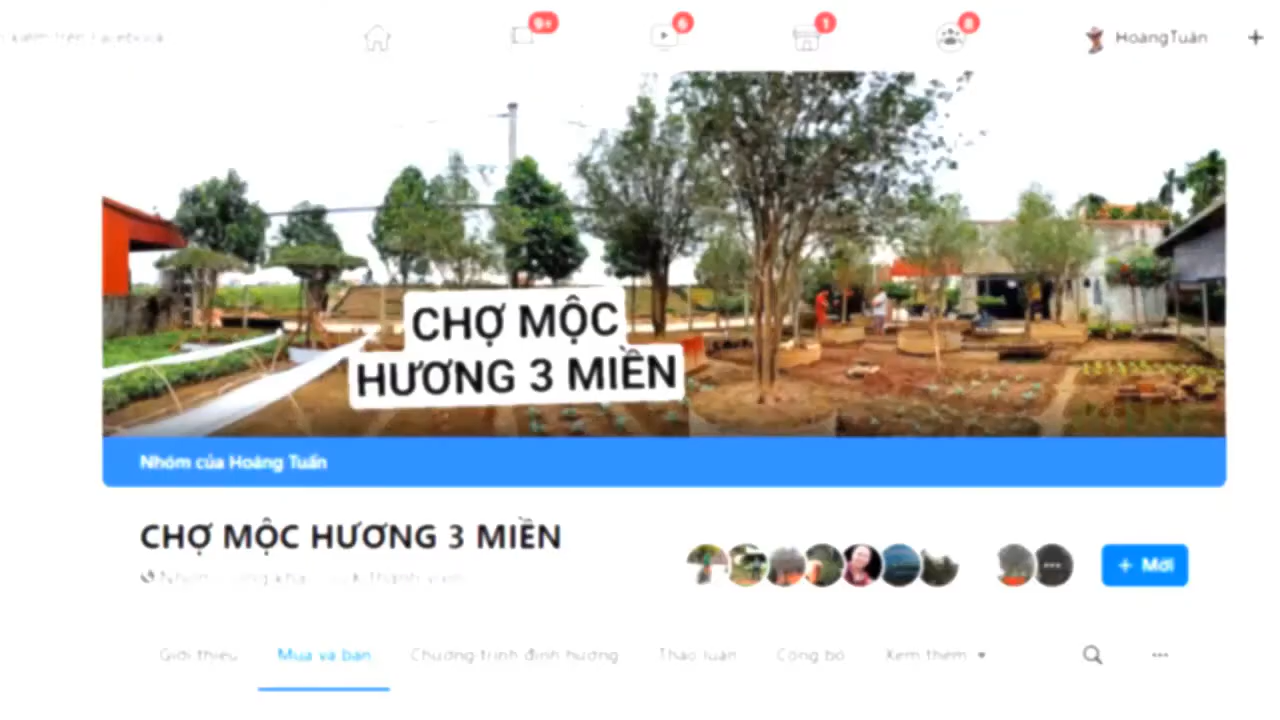 9+
6
1
8
HoàngTuân
CHỢ MỘC
HƯƠNG 3 MIỀN
Nhóm của Hoàng Tuấn
CHỢ MỘC HƯƠNG 3 MIỀN
+ Mời
Giới thiệu
Mua và bán
Chương trình định hướng
Thảo luận
Công bố
Xem thêm